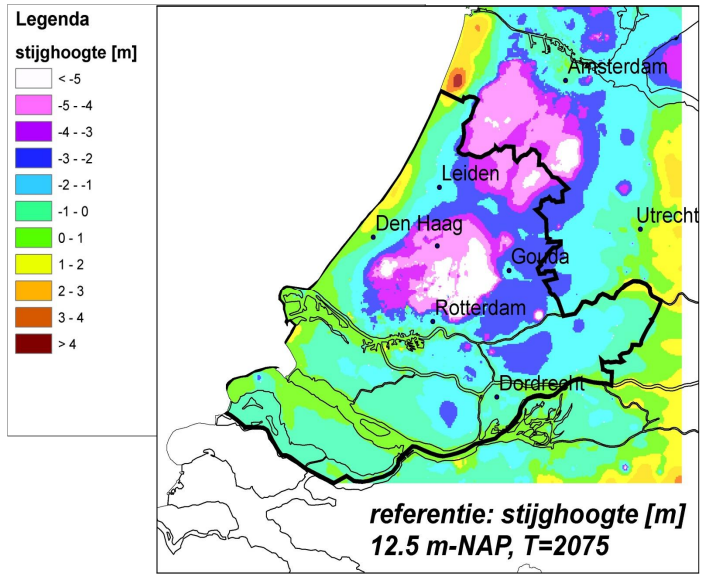 Legenda
stijghoogte [m]
< -5
-5 - -4
-4 - -3
-3 - -2
-2 - -1
-1 - 0
0 - 1
1 - 2
2 - 3
3 - 4
> 4
Amsterdam
Leiden
Utrecht
Den Haag
Gouda
Rotterdam
Dordrecht
referentie: stijghoogte [m]
12.5 m-NAP, T=2075